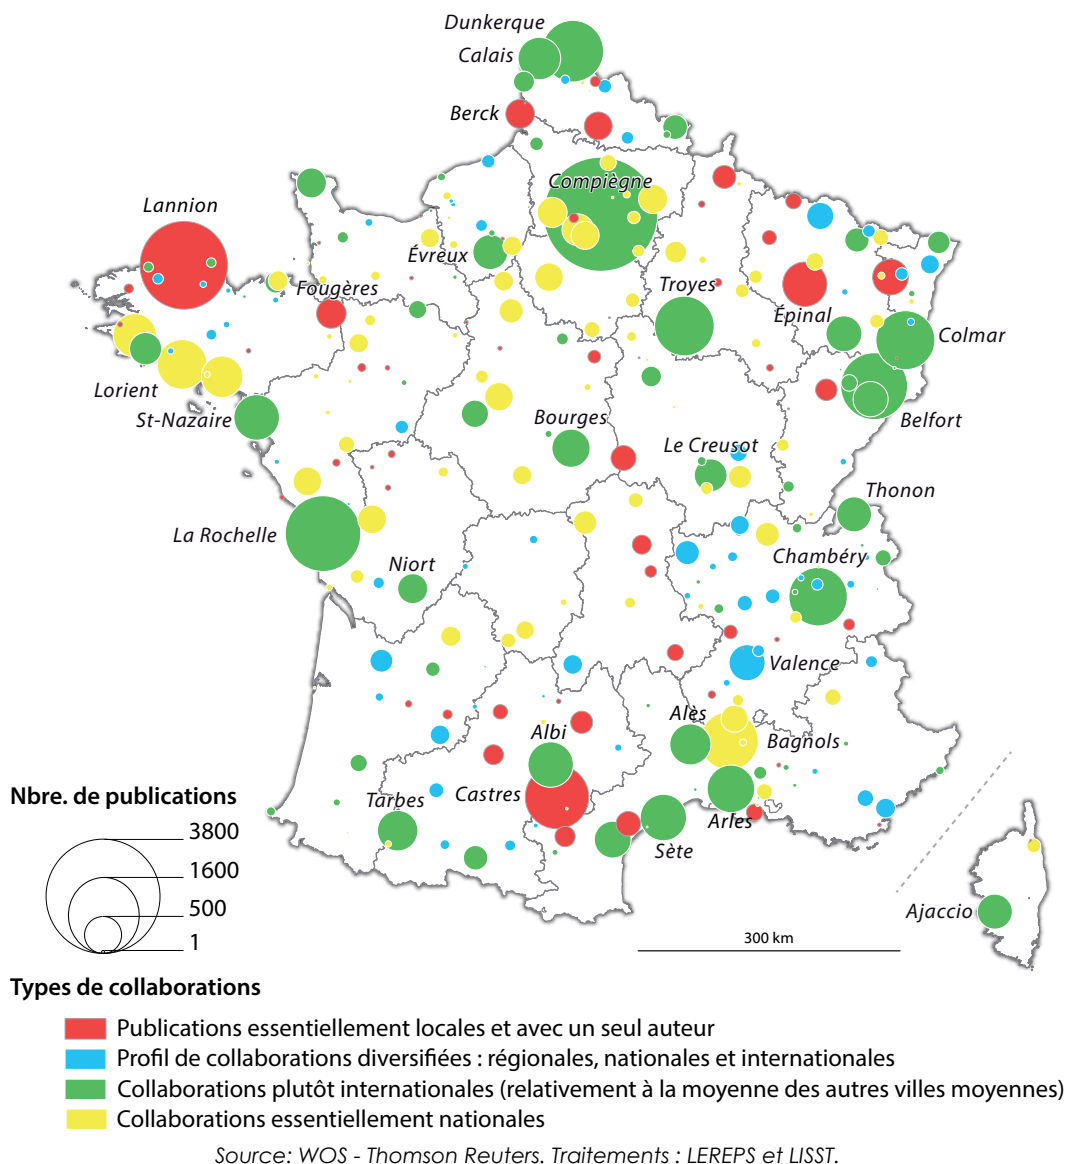 Dunkerque
Calais
Berck
Compiègne
Lannion
Évreux
Fougères
Troyes
Épinal
Colmar
Lorient
St-Nazaire
Bourges
Belfort
Le Creusot
Thonon
La Rochelle
Niort
Chambéry
Valence
Alès
Albi
Bagnols
Castres
Tarbes
Arles
Sète
Ajaccio
Nbre. de publications
3800
1600
500
1
300 km
Types de collaborations
Publications essentiellement locales et avec un seul auteur
Profil de collaborations diversifiées : régionales, nationales et internationales
Collaborations plutôt internationales (relativement à la moyenne des autres villes moyennes)
Collaborations essentiellement nationales
Source: WOS - Thomson Reuters. Traitements : LEREPS et LISST.